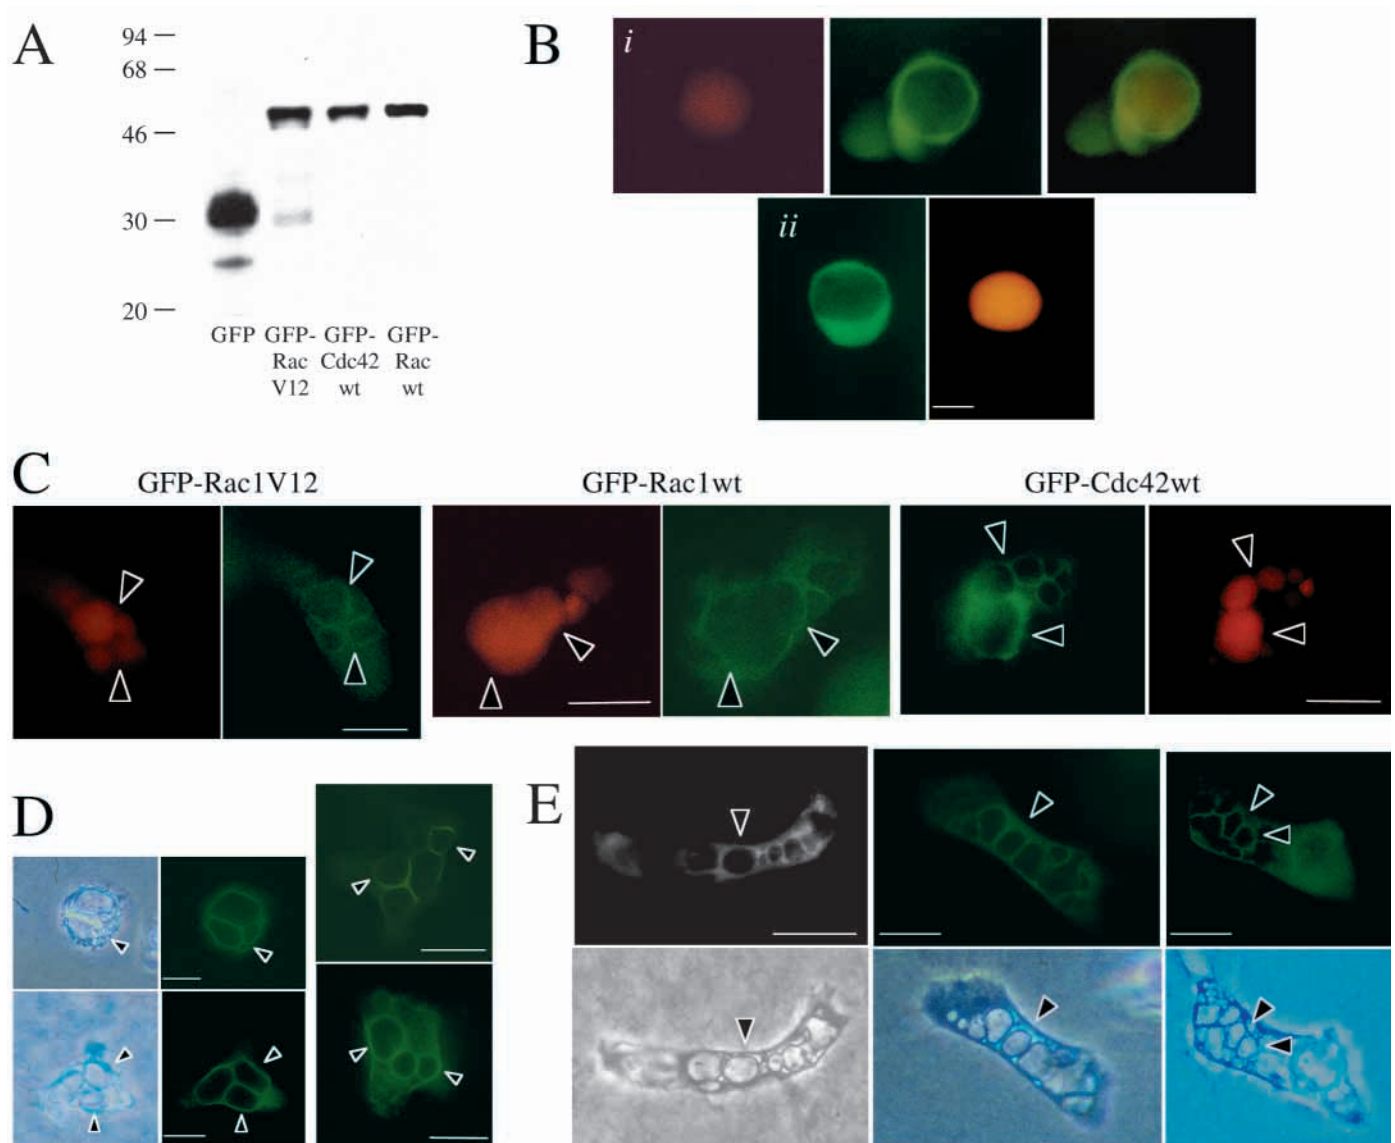 A
94
68
46
30
20
GFP GFP- GFP- GFP-
Rac Cdc42 Rac
V12 wt wt
B
i
ii
C
GFP-Rac1V12 GFP-Rac1wt GFP-Cdc42wt
D
E